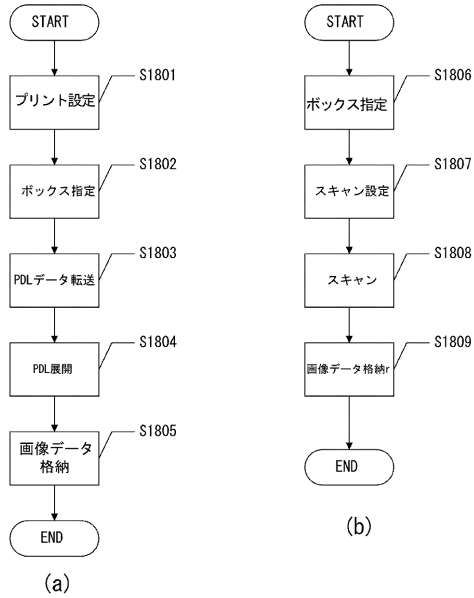 START
プリント設定
S1801
ボックス指定
S1802
PDLデータ転送
S1803
PDL展開
S1804
画像データ
格納
S1805
END
(a)
START
ボックス指定
S1806
スキャン設定
S1807
スキャン
S1808
画像データ格納r
S1809
END
(b)